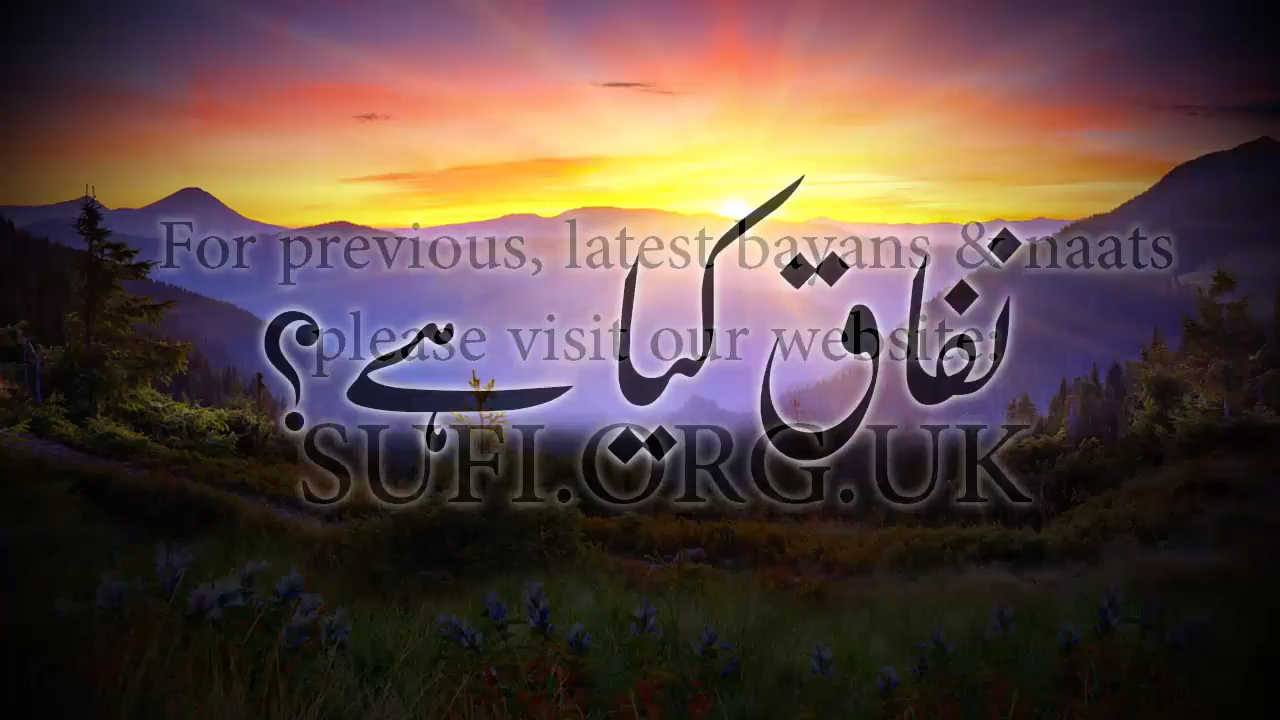 For previous, latest bayans & naats
please visit our website:
نفاق کیا ہے؟
SUFI.ORG.UK